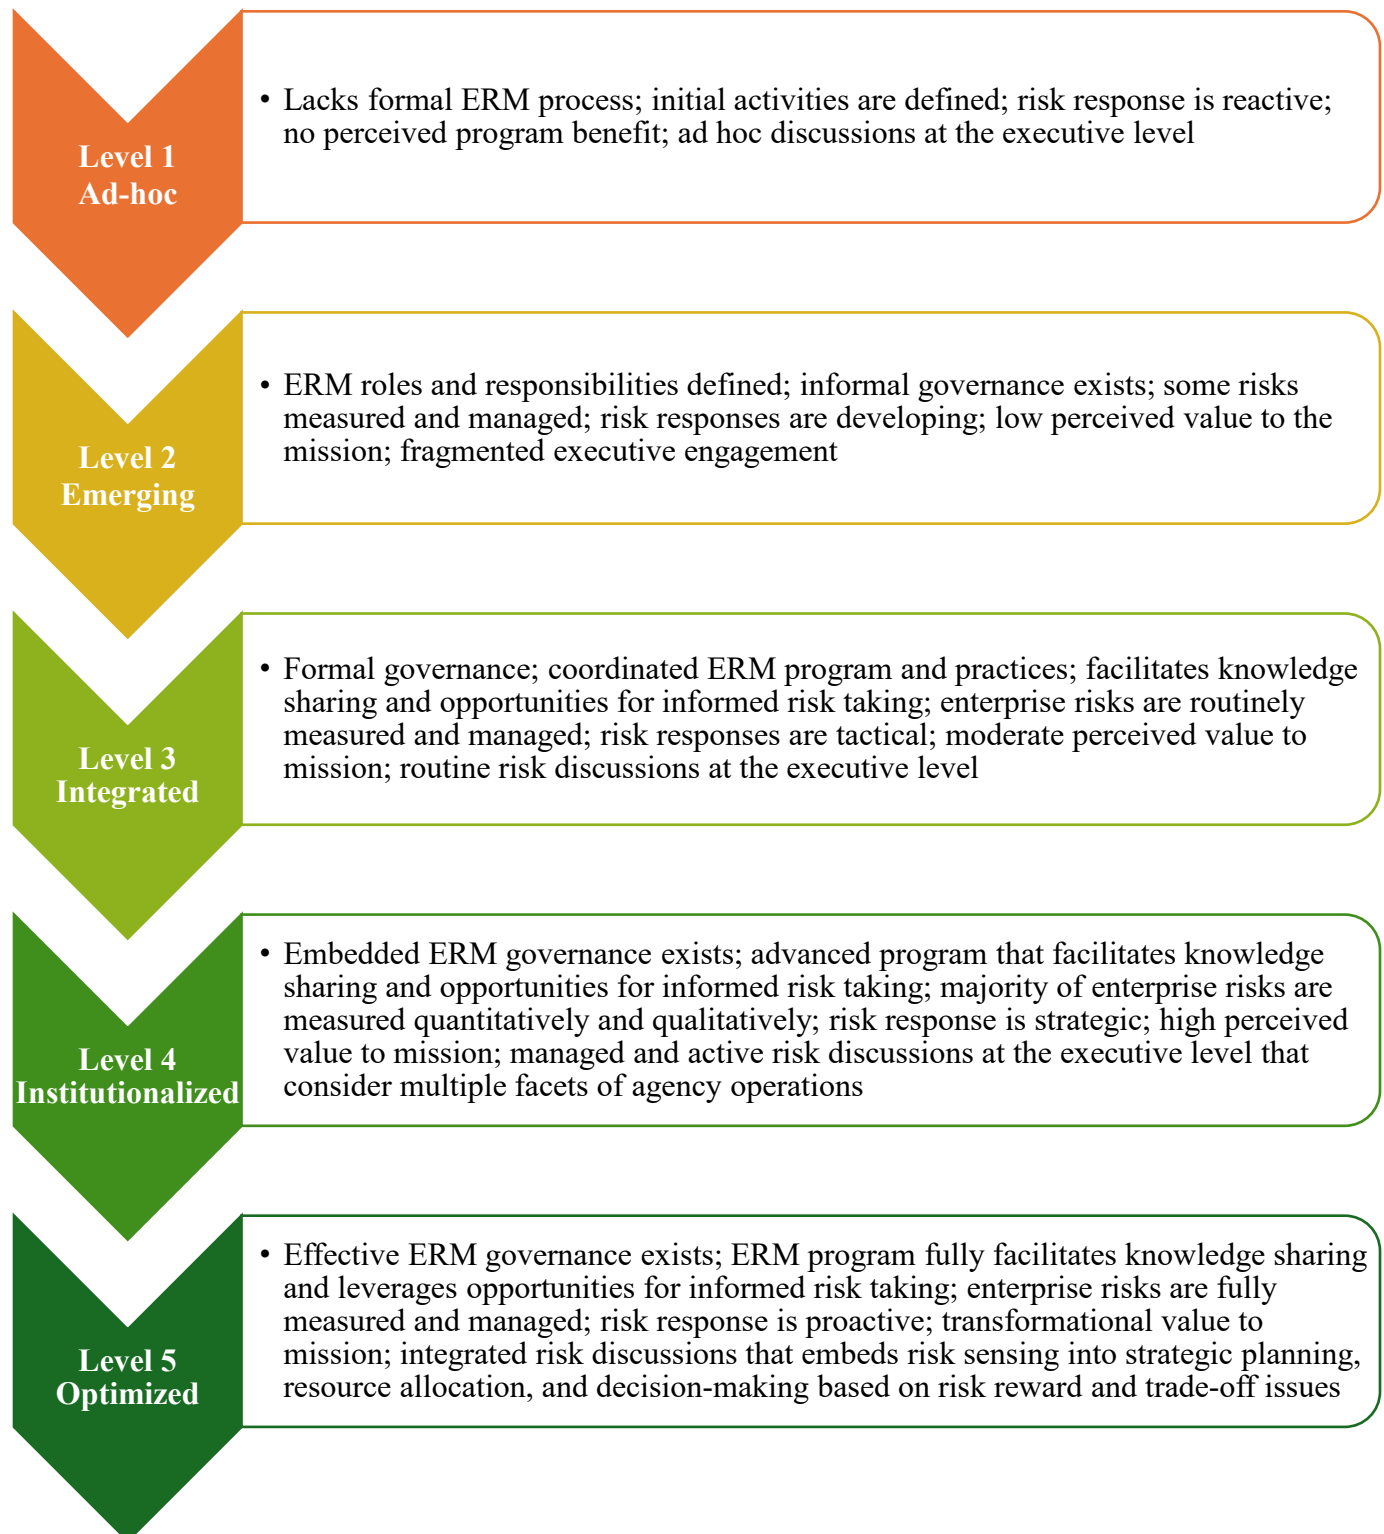 Level 1
Ad-hoc
• Lacks formal ERM process; initial activities are defined; risk response is reactive;
no perceived program benefit; ad hoc discussions at the executive level
Level 2
Emerging
• ERM roles and responsibilities defined; informal governance exists; some risks
measured and managed; risk responses are developing; low perceived value to the
mission; fragmented executive engagement
Level 3
Integrated
• Formal governance; coordinated ERM program and practices; facilitates knowledge
sharing and opportunities for informed risk taking; enterprise risks are routinely
measured and managed; risk responses are tactical; moderate perceived value to
mission; routine risk discussions at the executive level
Level 4
Institutionalized
• Embedded ERM governance exists; advanced program that facilitates knowledge
sharing and opportunities for informed risk taking; majority of enterprise risks are
measured quantitatively and qualitatively; risk response is strategic; high perceived
value to mission; managed and active risk discussions at the executive level that
consider multiple facets of agency operations
Level 5
Optimized
• Effective ERM governance exists; ERM program fully facilitates knowledge sharing
and leverages opportunities for informed risk taking; enterprise risks are fully
measured and managed; risk response is proactive; transformational value to
mission; integrated risk discussions that embeds risk sensing into strategic planning,
resource allocation, and decision-making based on risk reward and trade-off issues